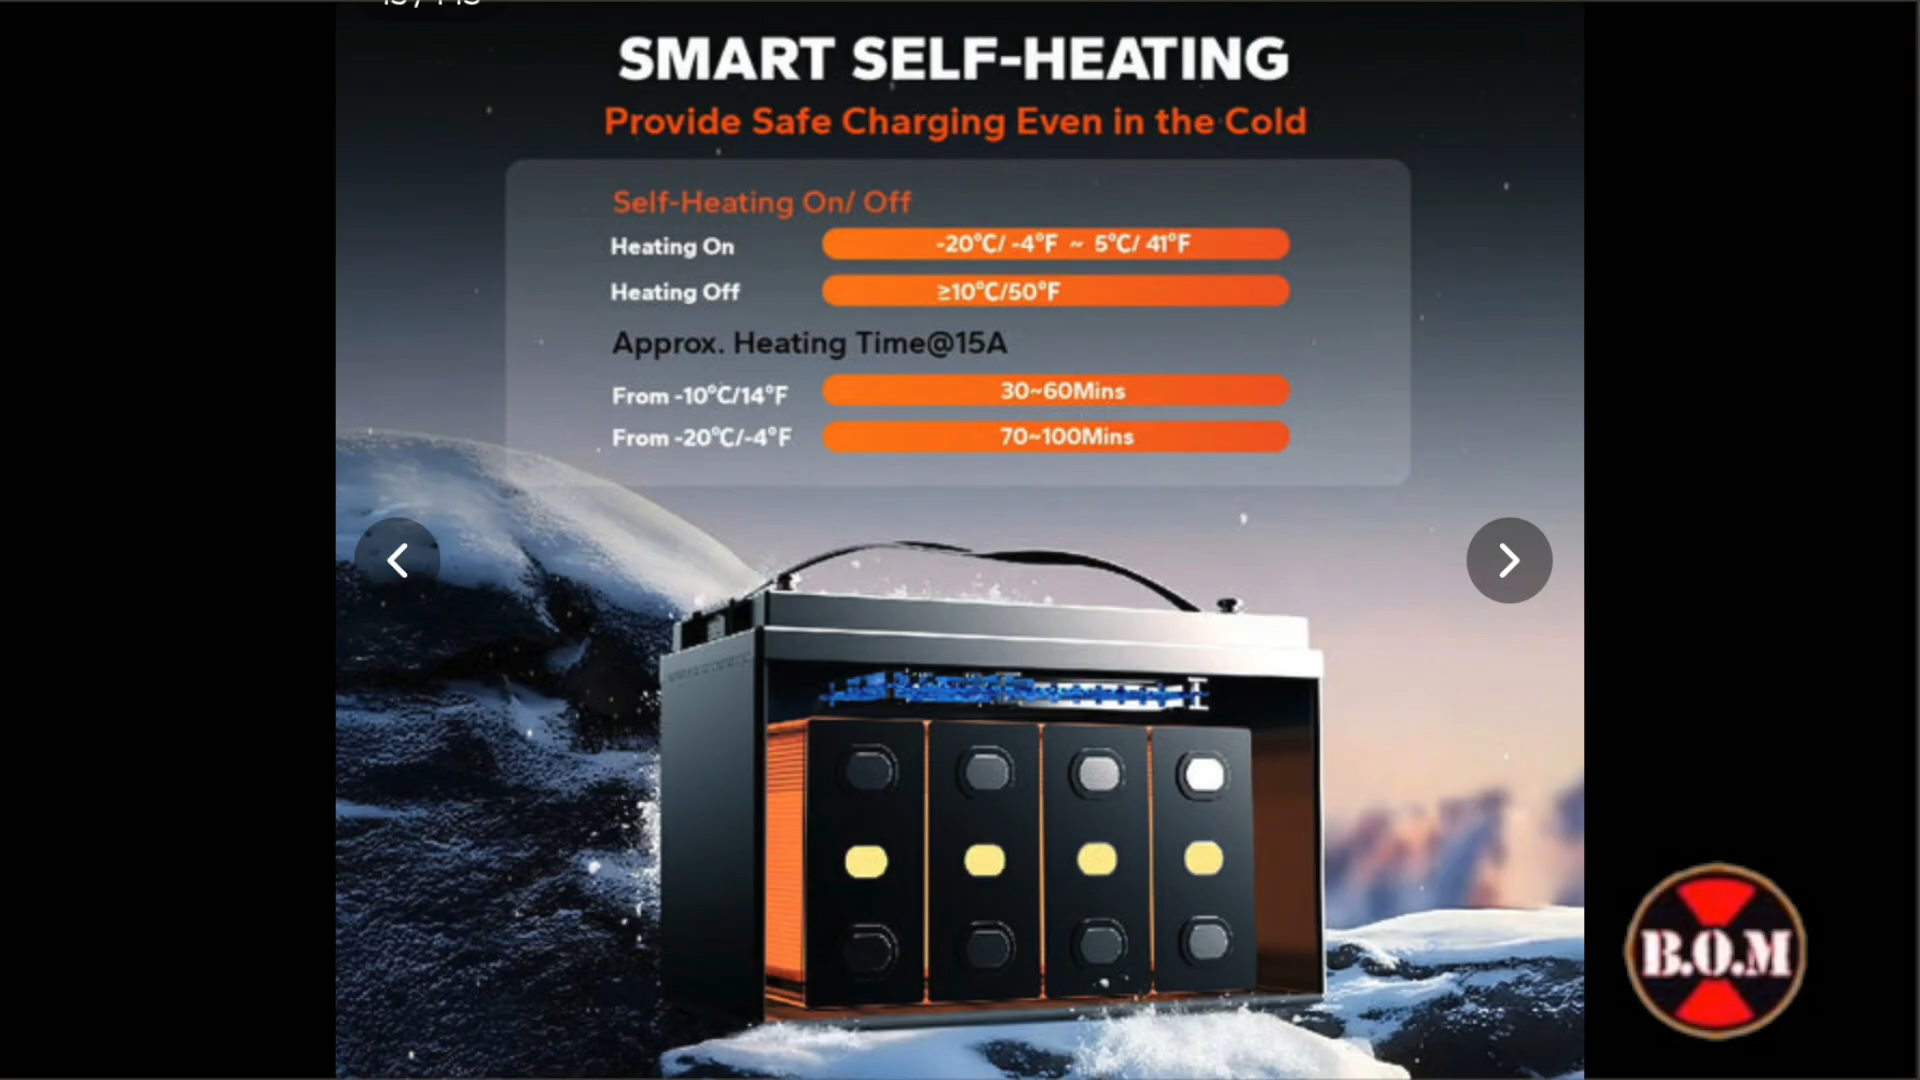 SMART SELF-HEATING
Provide Safe Charging Even in the Cold
Self-Heating On/ Off
Heating On -20°C/ -4°F ~ 5°C/ 41°F
Heating Off ≥10°C/50°F
Approx. Heating Time@15A
From -10°C/14°F 30~60Mins
From -20°C/-4°F 70~100Mins
B.O.M